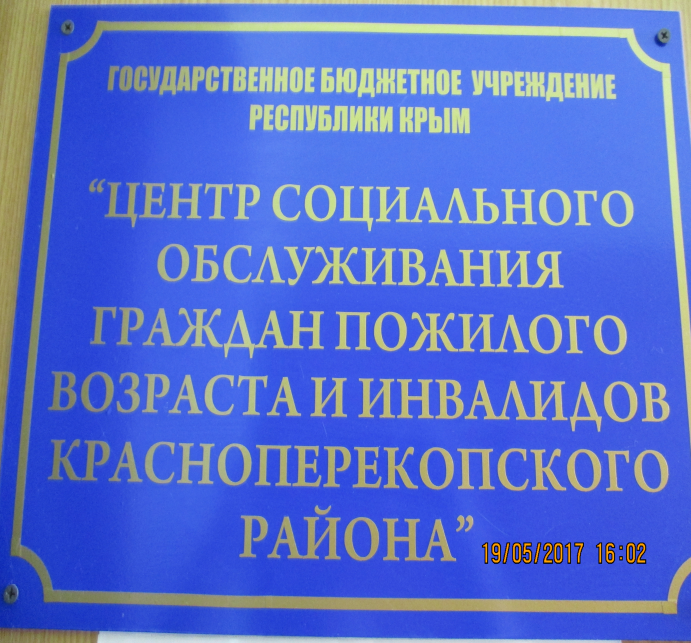 ГОСУДАРСТВЕННОЕ БЮДЖЕТНОЕ УЧРЕЖДЕНИЕ
РЕСПУБЛИКИ КРЫМ
“ЦЕНТР СОЦИАЛЬНОГО
ОБСЛУЖИВАНИЯ
ГРАЖДАН ПОЖИЛОГО
ВОЗРАСТА И ИНВАЛИДОВ
КРАСНОПЕРЕКОПСКОГО
РАЙОНА”
19/05/2017 16:02